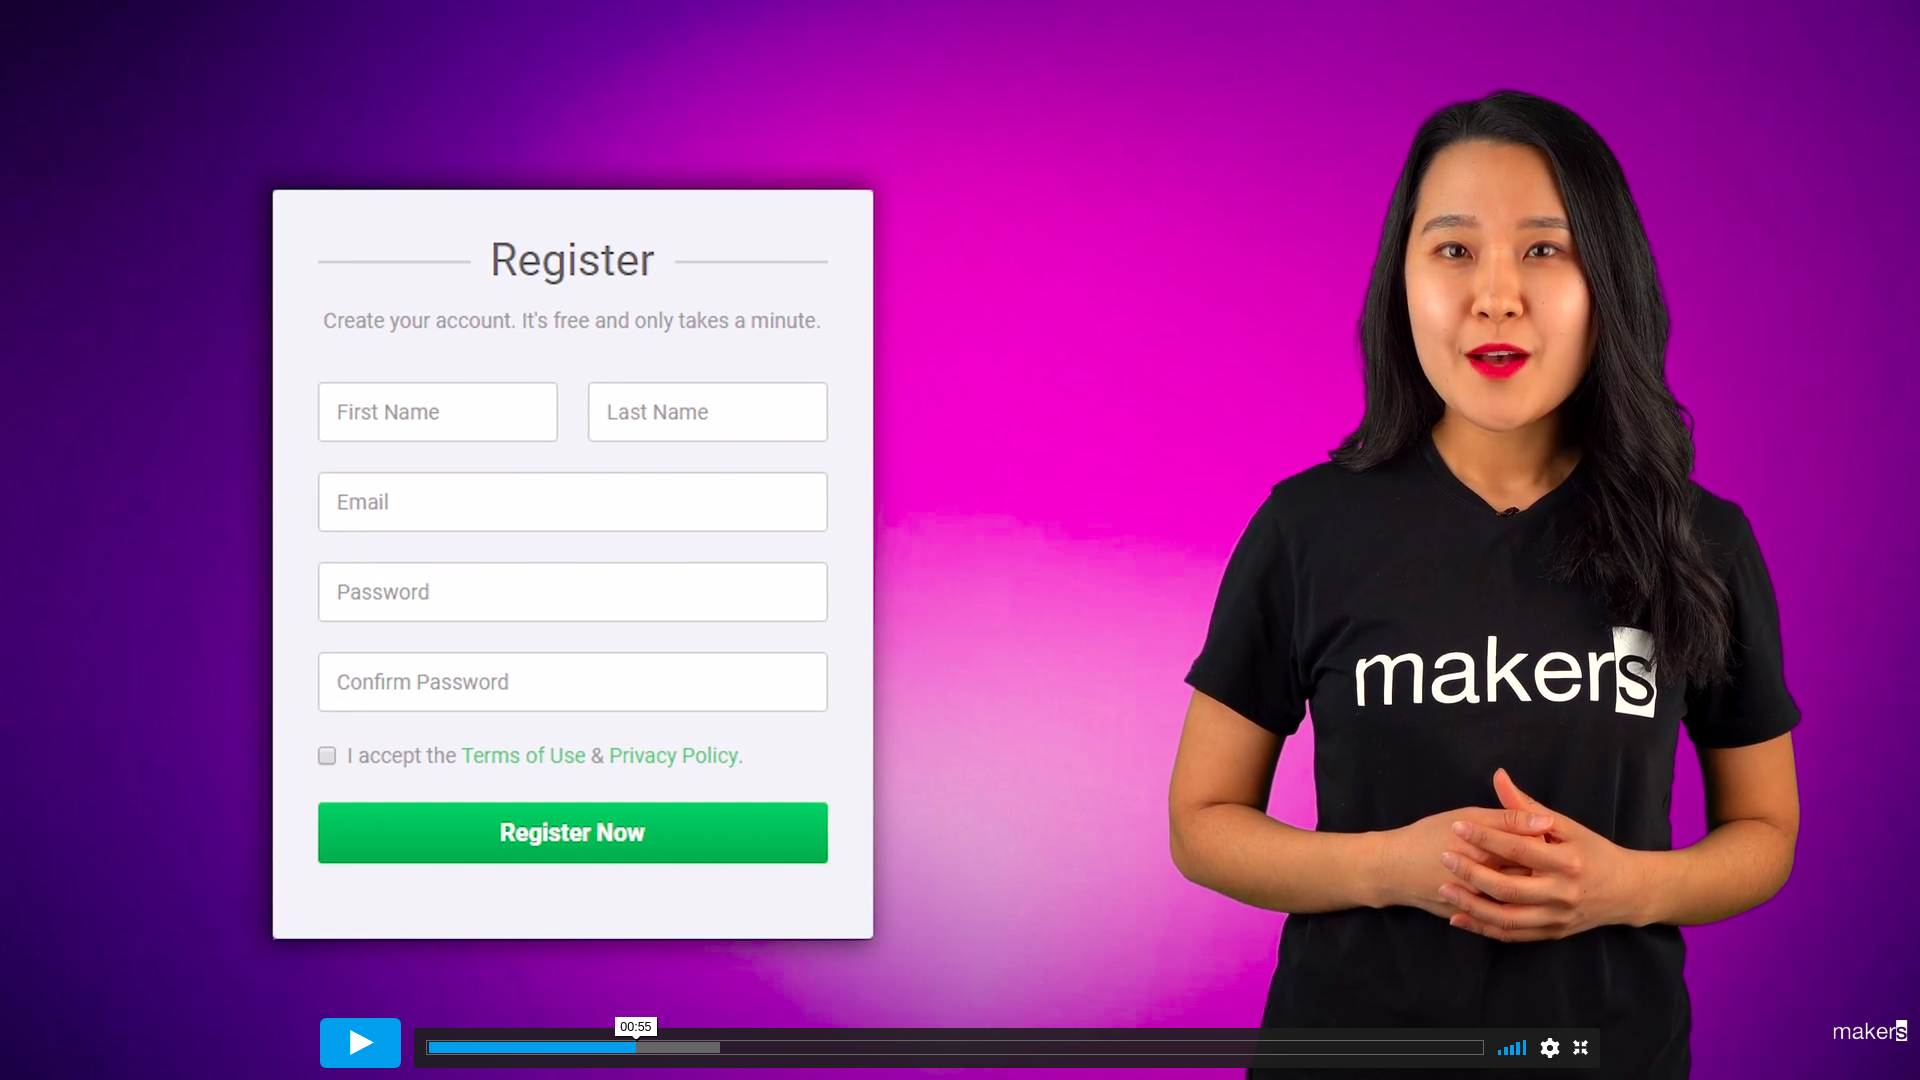 Register
Create your account. It's free and only takes a minute.
First Name
Last Name
Email
Password
Confirm Password
I accept the Terms of Use & Privacy Policy.
Register Now
makers
00:55
makers